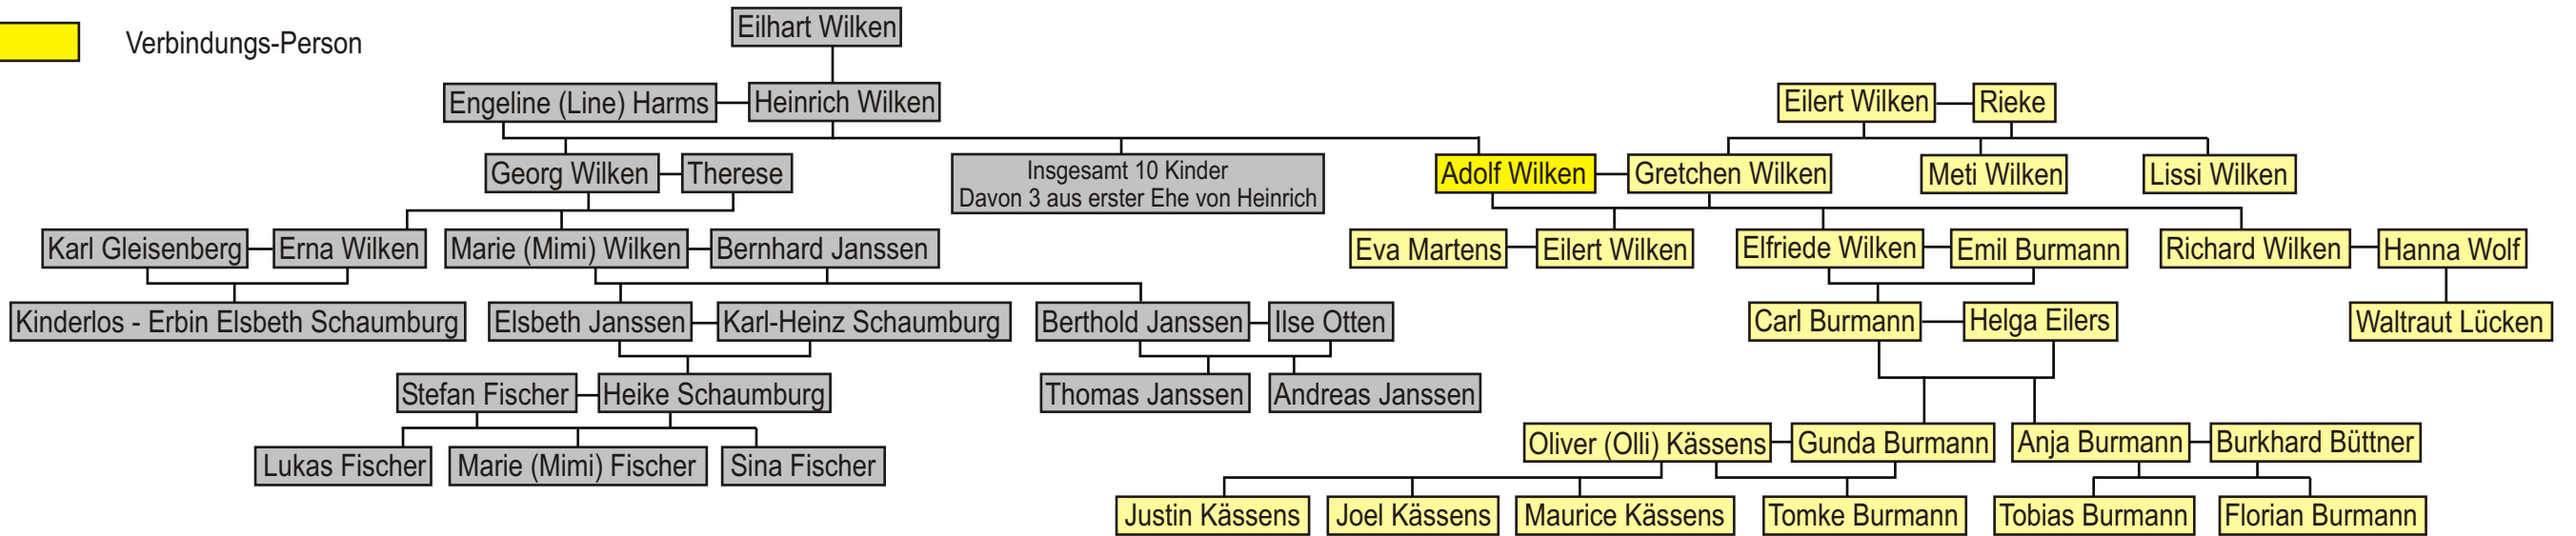 Verbindungs-Person
Eilhart Wilken
Engeline (Line) Harms
Heinrich Wilken
Eilert Wilken
Rieke
Georg Wilken
Therese
Insgesamt 10 Kinder
Davon 3 aus erster Ehe von Heinrich
Adolf Wilken
Gretchen Wilken
Meti Wilken
Lissi Wilken
Karl Gleisenberg
Erna Wilken
Marie (Mimi) Wilken
Bernhard Janssen
Eva Martens
Eilert Wilken
Elfriede Wilken
Emil Burmann
Richard Wilken
Hanna Wolf
Kinderlos - Erbin Elsbeth Schaumburg
Elsbeth Janssen
Karl-Heinz Schaumburg
Berthold Janssen
Ilse Otten
Carl Burmann
Helga Eilers
Waltraut Lücken
Stefan Fischer
Heike Schaumburg
Thomas Janssen
Andreas Janssen
Oliver (Olli) Kässens
Gunda Burmann
Anja Burmann
Burkhard Büttner
Lukas Fischer
Marie (Mimi) Fischer
Sina Fischer
Justin Kässens
Joel Kässens
Maurice Kässens
Tomke Burmann
Tobias Burmann
Florian Burmann